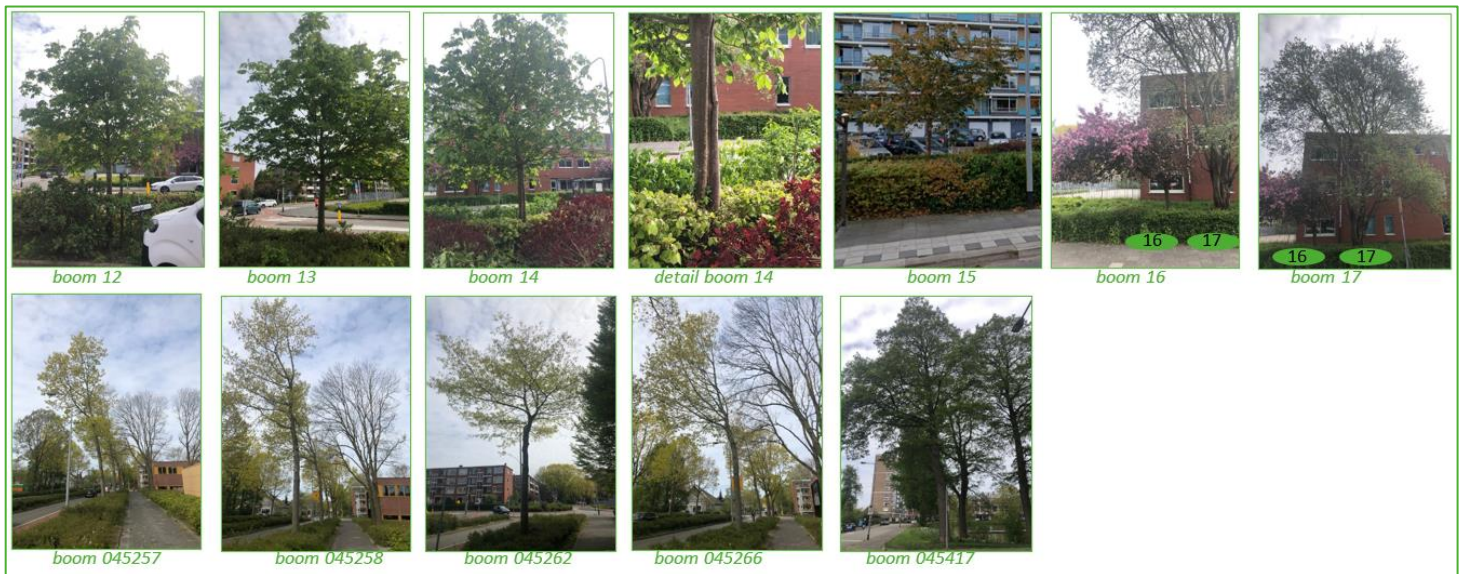 16 17
16 17
boom 12
boom 13
boom 14
detail boom 14
boom 15
boom 16
boom 17
boom 045257
boom 045258
boom 045262
boom 045266
boom 045417